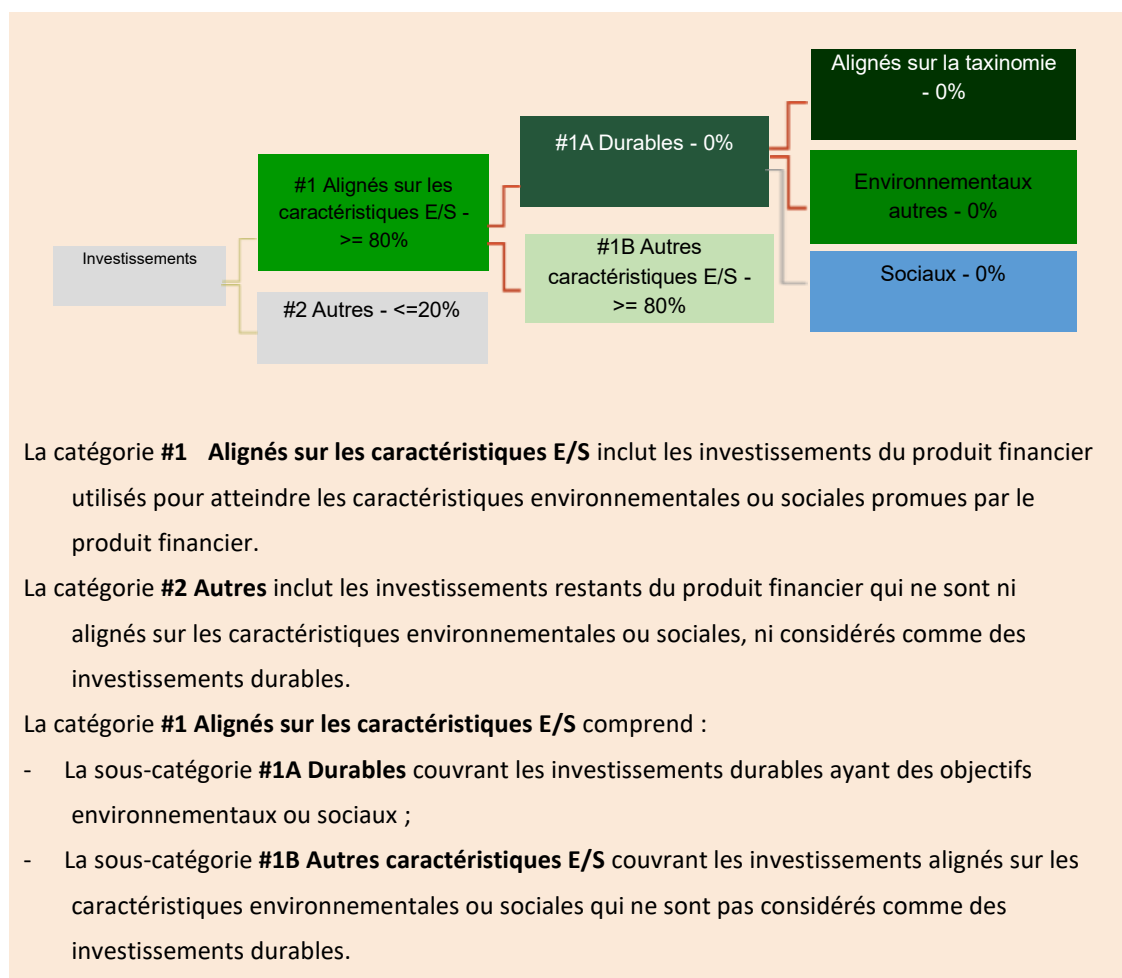 Alignés sur la taxinomie
- 0%
#1A Durables - 0%
#1 Alignés sur les
caractéristiques E/S -
>= 80%
Environnementaux
autres - 0%
Investissements
#1B Autres
caractéristiques E/S -
>= 80%
Sociaux - 0%
#2 Autres - <=20%
La catégorie #1 Alignés sur les caractéristiques E/S inclut les investissements du produit financier
utilisés pour atteindre les caractéristiques environnementales ou sociales promues par le
produit financier.
La catégorie #2 Autres inclut les investissements restants du produit financier qui ne sont ni
alignés sur les caractéristiques environnementales ou sociales, ni considérés comme des
investissements durables.
La catégorie #1 Alignés sur les caractéristiques E/S comprend :
- La sous-catégorie #1A Durables couvrant les investissements durables ayant des objectifs
environnementaux ou sociaux ;
- La sous-catégorie #1B Autres caractéristiques E/S couvrant les investissements alignés sur les
caractéristiques environnementales ou sociales qui ne sont pas considérés comme des
investissements durables.